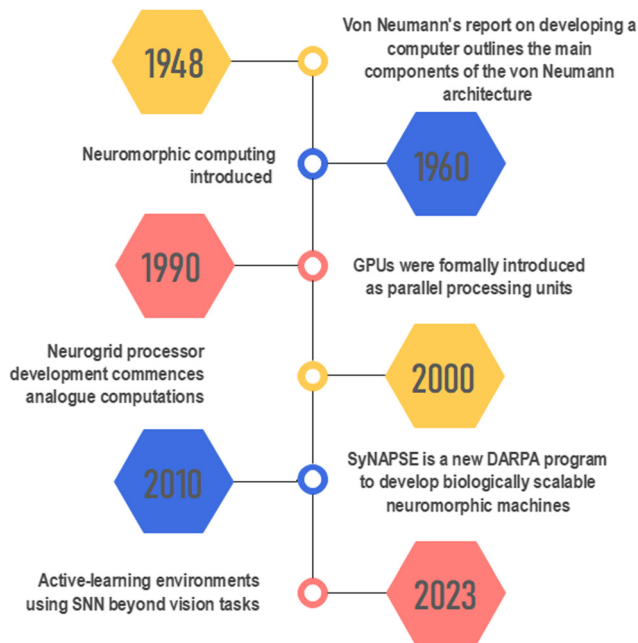 1948
Von Neumann's report on developing a
computer outlines the main
components of the von Neumann
architecture
Neuromorphic computing
introduced
1960
1990
GPUs were formally introduced
as parallel processing units
Neurogrid processor
development commences
analogue computations
2000
2010
SyNAPSE is a new DARPA program
to develop biologically scalable
neuromorphic machines
Active-learning environments
using SNN beyond vision tasks
2023